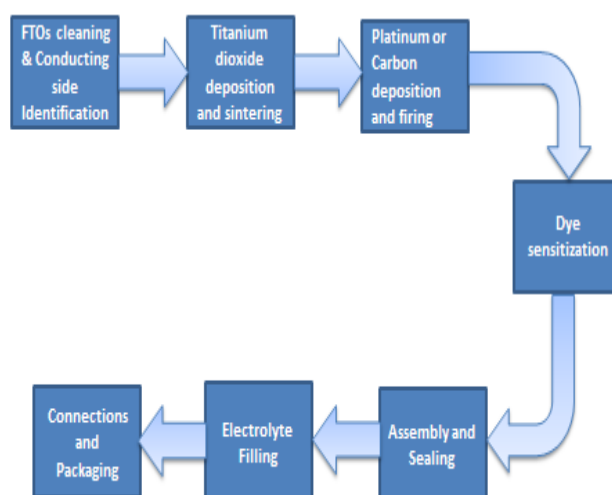 FTOs cleaning
& Conducting
side
Identification
Titanium
dioxide
deposition
and sintering
Platinum or
Carbon
deposition
and firing
Dye
sensitization
Assembly and
Sealing
Electrolyte
Filling
Connections
and
Packaging